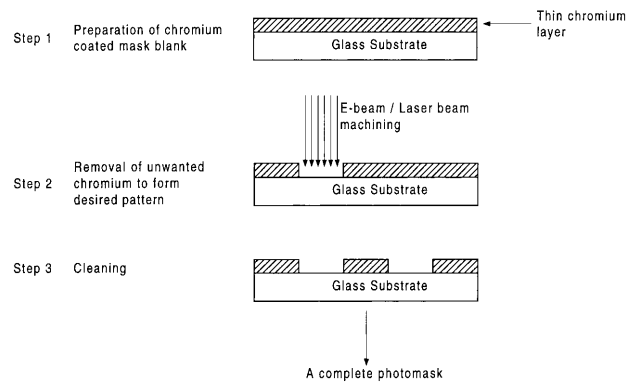 Step 1
Preparation of chromium
coated mask blank
Thin chromium
layer
Glass Substrate
E-beam / Laser beam
machining
Step 2
Removal of unwanted
chromium to form
desired pattern
Glass Substrate
Step 3
Cleaning
Glass Substrate
A complete photomask